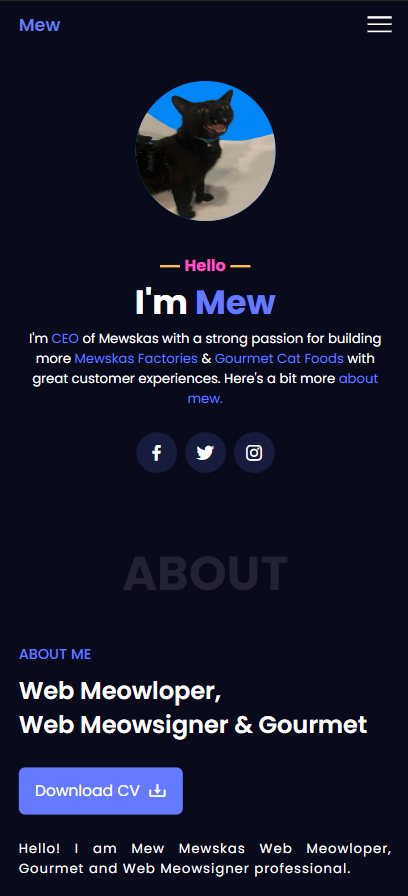 Mew
Hello
I'm Mew
I'm CEO of Mewskas with a strong passion for building
more Mewskas Factories & Gourmet Cat Foods with
great customer experiences. Here's a bit more about
mew.
ABOUT
ABOUT ME
Web Meowloper,
Web Meowsigner & Gourmet
Download CV
Hello! I am Mew Mewskas Web Meowloper,
Gourmet and Web Meowsigner professional.